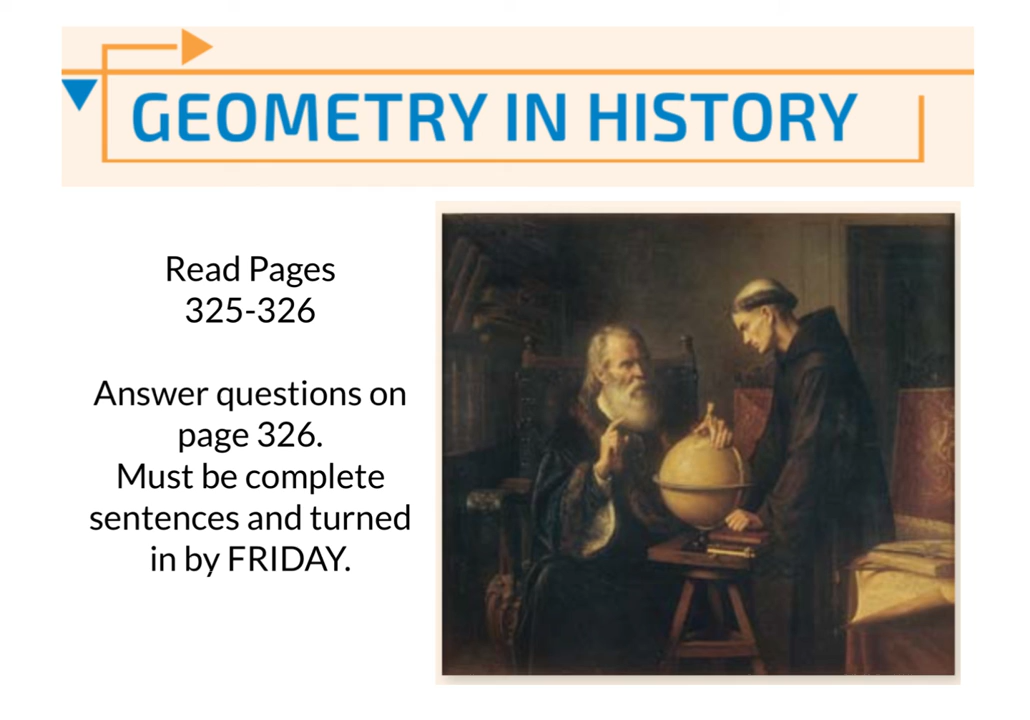 GEOMETRY IN HISTORY
Read Pages
325-326
Answer questions on
page 326.
Must be complete
sentences and turned
in by FRIDAY.